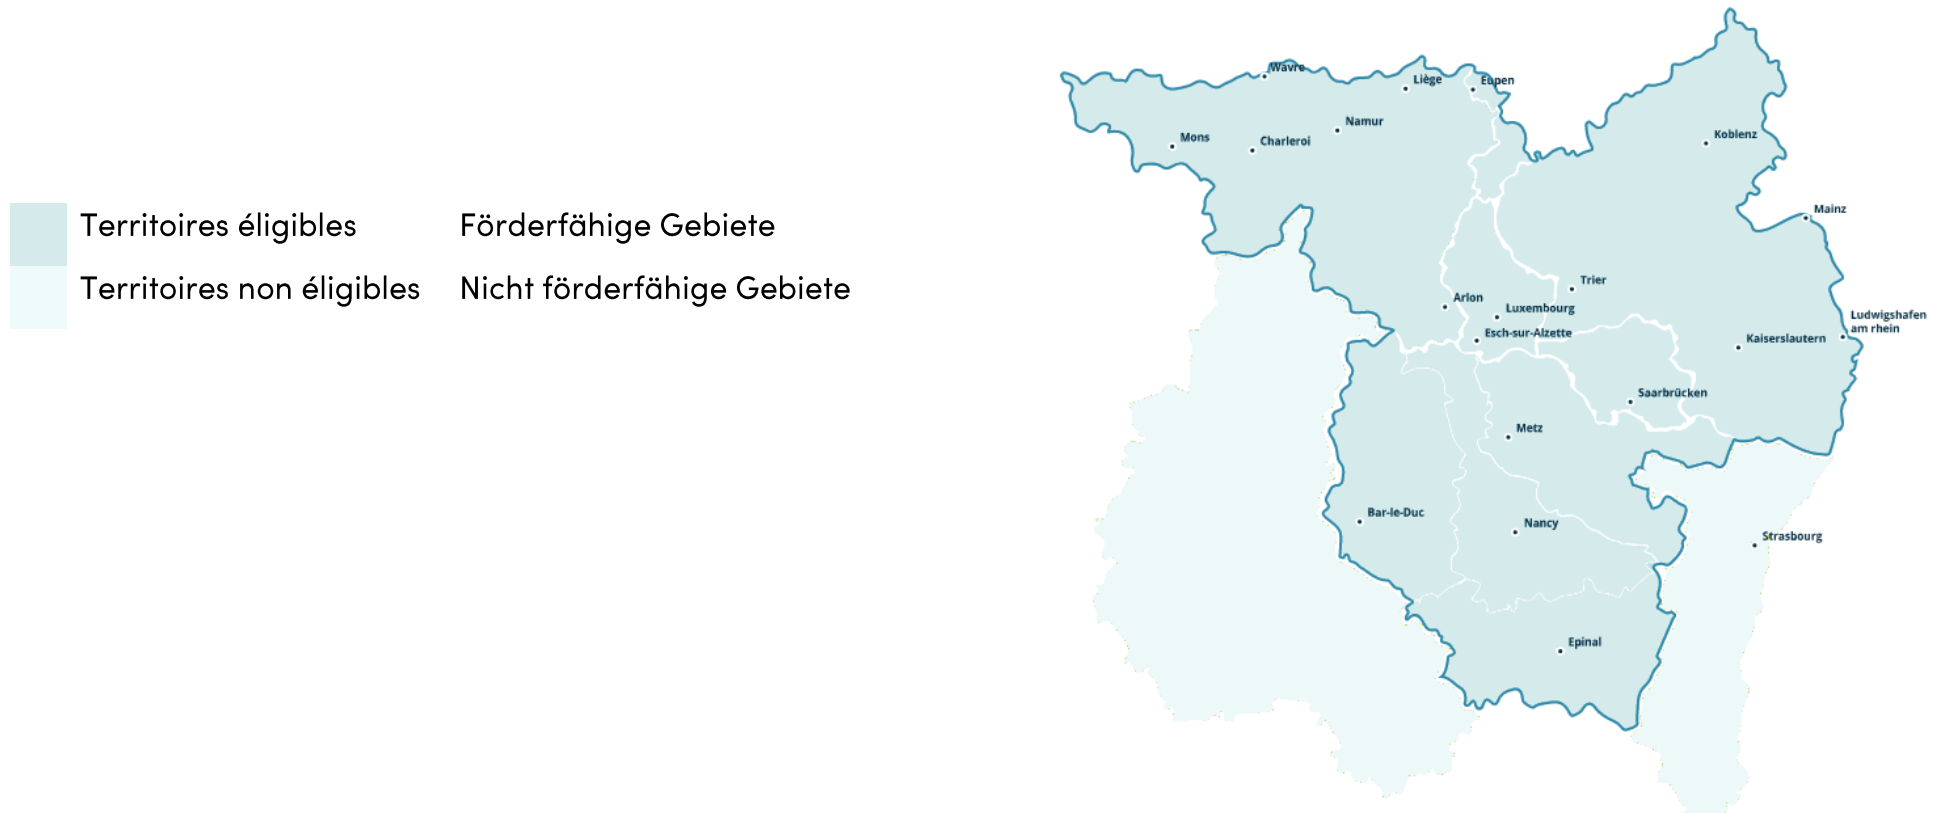 Territoires éligibles Förderfähige Gebiete
Territoires non éligibles Nicht förderfähige Gebiete
Wavre
Liège
Eupen
Namur
Mons
Charleroi
Koblenz
Mainz
Trier
Arlon
Luxembourg
Esch-sur-Alzette
Ludwigshafen
am rhein
Kaiserslautern
Saarbrücken
Metz
Bar-le-Duc
Nancy
Strasbourg
Epinal